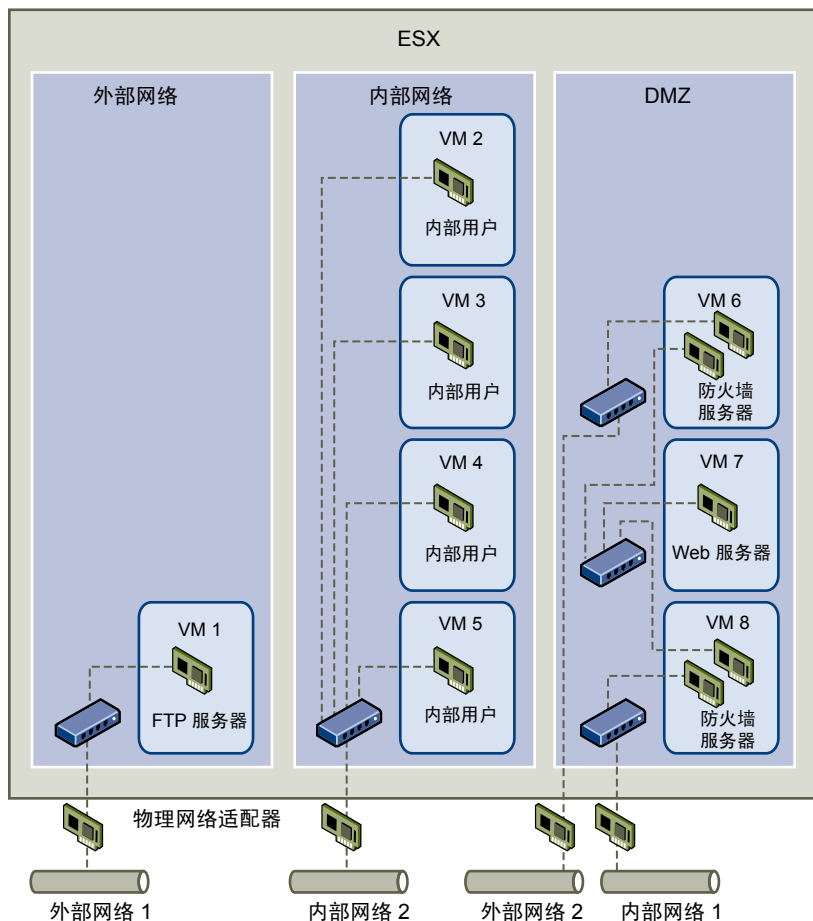 ESX
外部网络
内部网络
DMZ
VM 2
内部用户
VM 3
内部用户
VM 4
内部用户
VM 5
内部用户
VM 1
FTP 服务器
VM 6
防火墙
服务器
VM 7
Web 服务器
VM 8
防火墙
服务器
物理网络适配器
外部网络 1
内部网络 2
外部网络 2
内部网络 1